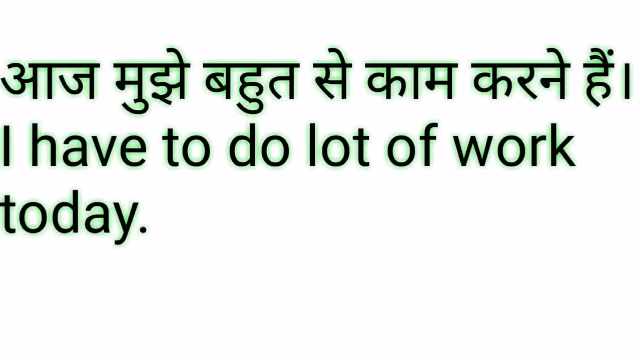 आज मुझे बहुत से काम करने हैं।
I have to do lot of work
today.